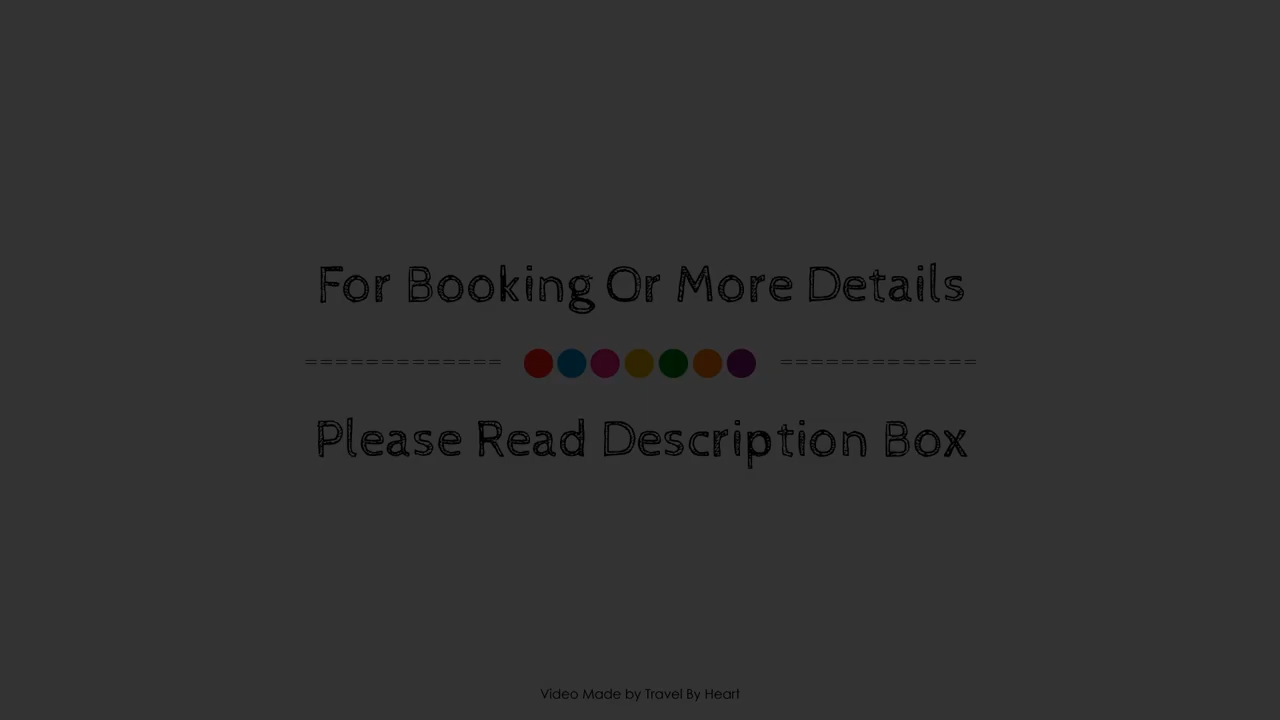 For Booking Or More Details
============= =============
Please Read Description Box
Video Made by Travel By Heart